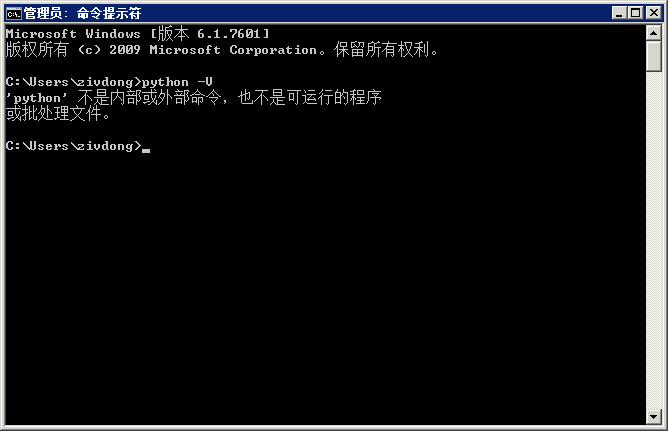 管理员: 命令提示符
Microsoft Windows [版本 6.1.7601]
版权所有 (c) 2009 Microsoft Corporation。保留所有权利。
C:\Users\zivdong>python -V
'python' 不是内部或外部命令，也不是可运行的程序
或批处理文件。
C:\Users\zivdong>_